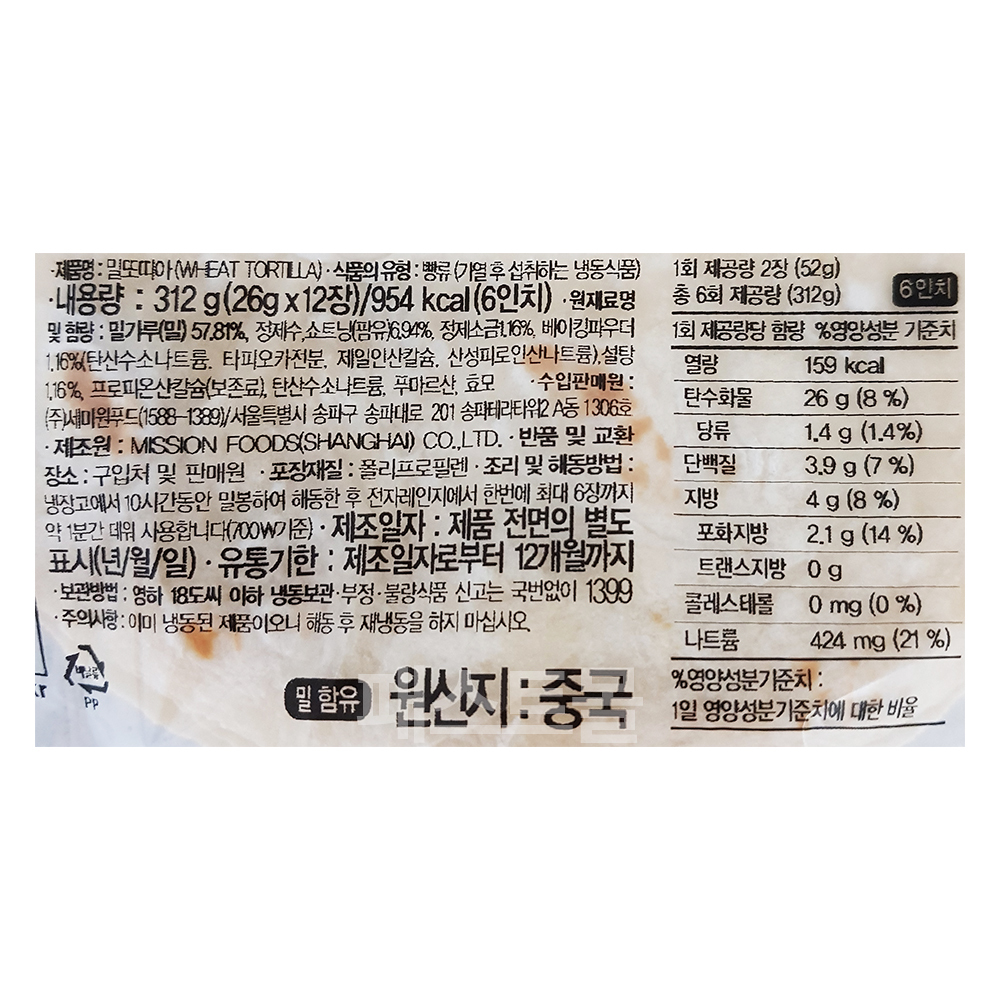 ·제품명 : 밀또띠아(WHEAT TORTILLA) · 식품의 유형 : 빵류 (가열 후 섭취하는 냉동식품)
·내용량 : 312 g(26g x 12장)/954 kcal(6인치) · 원재료명
및 함량 : 밀가루(밀) 57.81%, 정제수,쇼트닝(팜유)6.94%, 정제소금1.16%, 베이킹파우더
1.16%(탄산수소나트륨, 타피오카전분, 제일인산칼슘, 산성피로인산나트륨),설탕
1.16%, 프로피온산칼슘(보존료), 탄산수소나트륨, 푸마르산, 효모 · 수입판매원 :
(주)세미원푸드(1588-1389)/서울특별시 송파구 송파대로 201 송파테라타워2 A동 1306호
· 제조원 : MISSION FOODS(SHANGHAI) CO.,LTD. · 반품 및 교환
장소 : 구입처 및 판매원 · 포장재질 : 폴리프로필렌 · 조리 및 해동방법 :
냉장고에서 10시간동안 밀봉하여 해동한 후 전자레인지에서 한번에 최대 6장까지
약 1분간 데워 사용합니다(700W기준) · 제조일자 : 제품 전면의 별도
표시(년/월/일) · 유통기한 : 제조일자로부터 12개월까지
· 보관방법 : 영하 18도씨 이하 냉동보관 · 부정·불량식품 신고는 국번없이 1399
· 주의사항 : 이미 냉동된 제품이오니 해동 후 재냉동을 하지 마십시오.
비닐류
PP
밀 함유 원산지 : 중국
1회 제공량 2장 (52g)
총 6회 제공량 (312g) 6인치
1회 제공량당 함량 %영양성분 기준치
열량 159 kcal
탄수화물 26 g (8 %)
당류 1.4 g (1.4%)
단백질 3.9 g (7 %)
지방 4 g (8 %)
포화지방 2.1 g (14 %)
트랜스지방 0 g
콜레스테롤 0 mg (0 %)
나트륨 424 mg (21 %)
%영양성분기준치 :
1일 영양성분기준치에 대한 비율